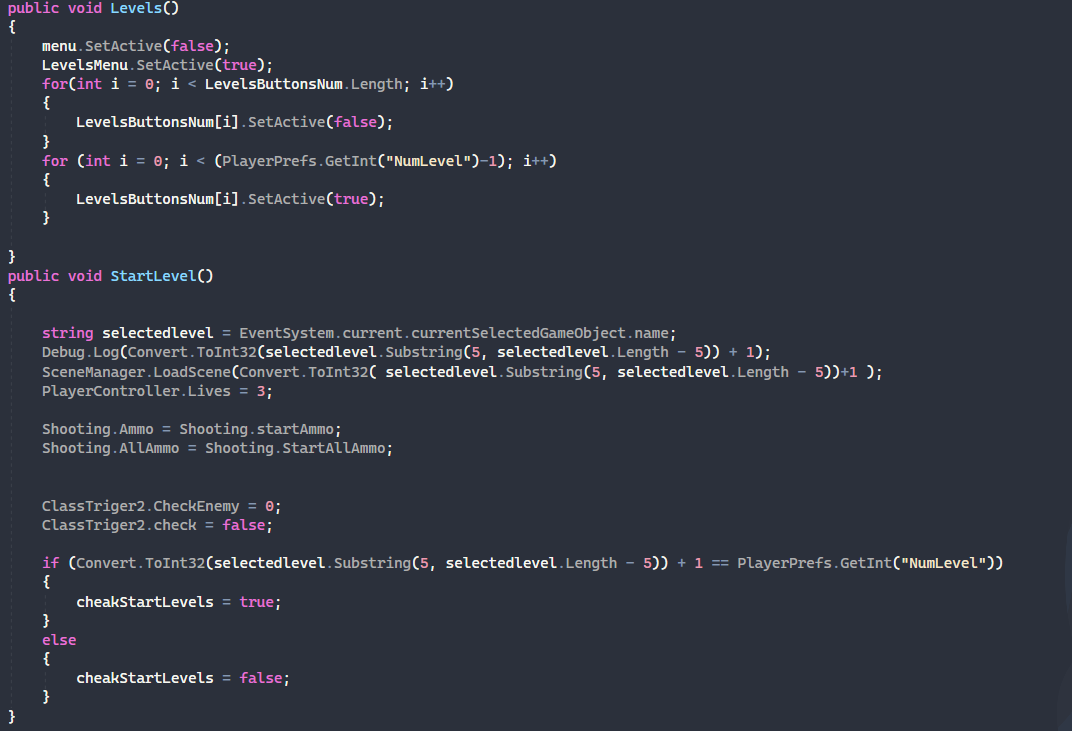 public void Levels()
{
menu.SetActive(false);
LevelsMenu.SetActive(true);
for(int i = 0; i < LevelsButtonsNum.Length; i++)
{
LevelsButtonsNum[i].SetActive(false);
}
for (int i = 0; i < (PlayerPrefs.GetInt("NumLevel")-1); i++)
{
LevelsButtonsNum[i].SetActive(true);
}
}
public void StartLevel()
{
string selectedlevel = EventSystem.current.currentSelectedGameObject.name;
Debug.Log(Convert.ToInt32(selectedlevel.Substring(5, selectedlevel.Length - 5)) + 1);
SceneManager.LoadScene(Convert.ToInt32( selectedlevel.Substring(5, selectedlevel.Length - 5))+1 );
PlayerController.Lives = 3;
Shooting.Ammo = Shooting.startAmmo;
Shooting.AllAmmo = Shooting.StartAllAmmo;
ClassTriger2.CheckEnemy = 0;
ClassTriger2.check = false;
if (Convert.ToInt32(selectedlevel.Substring(5, selectedlevel.Length - 5)) + 1 == PlayerPrefs.GetInt("NumLevel"))
{
cheakStartLevels = true;
}
else
{
cheakStartLevels = false;
}
}